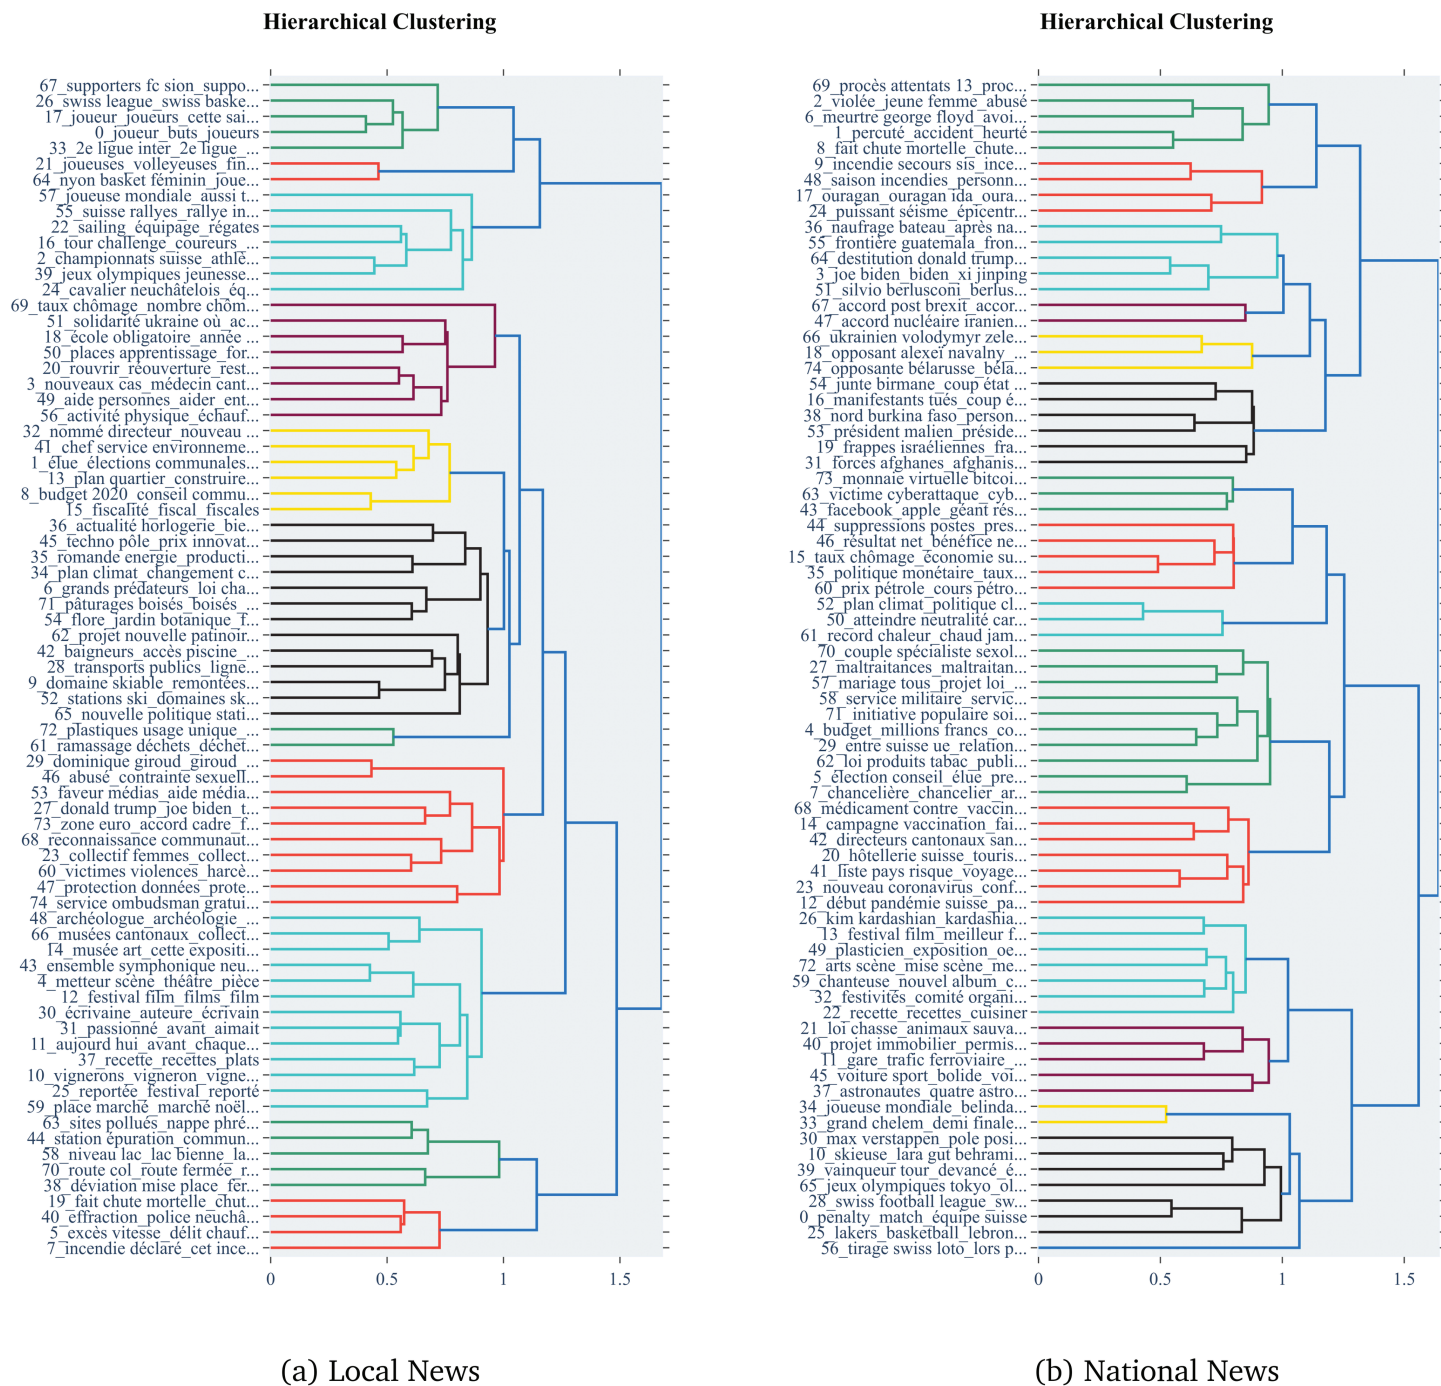 Hierarchical Clustering
67_supporters fc sion_suppo...
26_swiss league_swiss baske...
17_joueur_joueurs_cette sai...
0_joueur_buts_joueurs
33_2e ligue inter_2e ligue_...
21_joueuses_volleyeuses_fin...
64_nyon basket féminin_joue...
57_joueuse mondiale_aussi t...
55_suisse rallyes_rallye in...
22_sailing_équipage_régates
16_tour challenge_coureurs_...
2_championnats suisse_athlé...
39_jeux olympiques jeunesse...
24_cavalier neuchâtelois_éq...
69_taux chômage_nombre chôm...
51_solidarité ukraine où_ac...
18_école obligatoire_année ...
50_places apprentissage_for...
20_rouvrir_réouverture_rest...
3_nouveaux cas_médecin cant...
49_aide personnes_aider_ent...
56_activité physique_échauf...
32_nommé directeur_nouveau ...
41_chef service environneme...
1_élue_élections communales...
13_plan quartier_construire...
8_budget 2020_conseil commu...
15_fiscalité_fiscal_fiscales
36_actualité horlogerie_bie...
45_techno pôle_prix innovat...
35_romande energie_producti...
34_plan climat_changement c...
6_grands prédateurs_loi cha...
71_pâturages boisés_boisés_...
54_flore_jardin botanique_f...
62_projet nouvelle patinoir...
42_baigneurs_accès piscine_...
28_transports publics_ligne...
9_domaine skiable_remontées...
52_stations ski_domaines sk...
65_nouvelle politique stati...
72_plastiques usage unique_...
61_ramassage déchets_déchet...
29_dominique giroud_giroud_...
46_abusé_contrainte sexuell...
53_faveur médias_aide média...
27_donald trump_joe biden_t...
73_zone euro_accord cadre_f...
68_reconnaissance communaut...
23_collectif femmes_collect...
60_victimes violences_harcè...
47_protection données_prote...
74_service ombudsman_gratui...
48_archéologue_archéologie_...
66_musées cantonaux_collect...
14_musée art_cette expositi...
43_ensemble symphonique neu...
4_metteur scène_théâtre_pièce
12_festival film_films_film
30_écrivaine_auteure_écrivain
31_passionné_avant_aimait
11_aujourd hui_avant_chaque...
37_recette_recettes_plats
10_vignerons_vigneron_vigne...
25_reportée_festival_reporté
59_place marché_marché noël...
63_sites pollués_nappe phré...
44_station épuration_commun...
58_niveau lac_lac bienne_la...
70_route col_route fermée_r...
38_déviation mise place_fer...
19_fait chute mortelle_chut...
40_effraction_police neuchâ...
5_excès vitesse_délit chauf...
7_incendie déclaré_cet ince...
0
0.5
1
1.5
(a) Local News
Hierarchical Clustering
69_procès attentats 13_proc...
2_violée_jeune femme_abusé
6_meurtre george floyd_avoi...
1_percuté_accident_heurté
8_fait chute mortelle_chute...
9_incendie secours sis_ince...
48_saison incendies_personn...
17_ouragan_ouragan ida_oura...
24_puissant séisme_épicentr...
36_naufrage bateau_après na...
55_frontière guatemala_fron...
64_destitution donald trump...
3_joe biden_biden_xi jinping
51_silvio berlusconi_berlus...
67_accord post brexit_accor...
47_accord nucléaire iranien...
66_ukrainien volodymyr zele...
18_opposant alexeï navalny_...
74_opposante bélarusse_béla...
54_junte birmane_coup état ...
16_manifestants tués_coup é...
38_nord burkina faso_person...
53_président malien_préside...
19_frappes israéliennes_fra...
31_forces afghanes_afghanis...
73_monnaie virtuelle bitcoi...
63_victime cyberattaque_cyb...
43_facebook_apple_géant rés...
44_suppressions postes_pres...
46_résultat net_bénéfice ne...
15_taux chômage_économie su...
35_politique monétaire_taux...
60_prix pétrole_cours pétro...
52_plan climat_politique cl...
50_atteindre neutralité car...
61_record chaleur_chaud jam...
70_couple spécialiste sexol...
27_maltraitances_maltraitan...
57_mariage tous_projet loi_...
58_service militaire_servic...
71_initiative populaire soi...
4_budget_millions francs_co...
29_entre suisse ue_relation...
62_loi produits tabac_publi...
5_élection conseil_élue_pre...
7_chancelière_chancelier_ar...
68_médicament contre_vaccin...
14_campagne vaccination_fai...
42_directeurs cantonaux san...
20_hôtellerie suisse_touris...
41_liste pays risque_voyage...
23_nouveau coronavirus_conf...
12_début pandémie suisse_pa...
26_kim kardashian_kardashia...
13_festival film_meilleur f...
49_plasticien_exposition_oe...
72_arts scène_mise scène_me...
59_chanteuse_nouvel album_c...
32_festivités_comité organi...
22_recette_recettes_cuisiner
21_loi chasse_animaux sauva...
40_projet immobilier_permis...
11_gare_trafic ferroviaire_...
45_voiture sport_bolide_voi...
37_astronautes_quatre astro...
34_joueuse mondiale_belinda...
33_grand chelem_demi finale...
30_max verstappen_pole posi...
10_skieuse_lara gut behrami...
39_vainqueur tour_devancé_é...
65_jeux olympiques tokyo_ol...
28_swiss football league_sw...
0_penalty_match_équipe suisse
25_lakers_basketball_lebron...
56_tirage swiss loto_lors p...
0
0.5
1
1.5
(b) National News